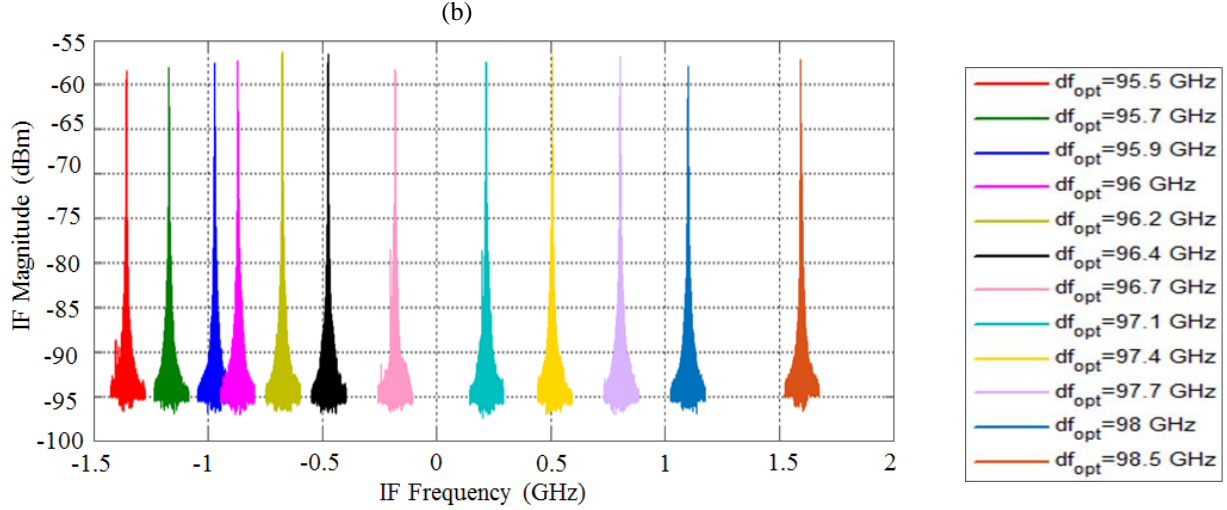 (b)
IF Magnitude (dBm)
-55
-60
-65
-70
-75
-80
-85
-90
-95
-100
-1.5 -1 -0.5 0 0.5 1 1.5 2
IF Frequency (GHz)
df_opt=95.5 GHz
df_opt=95.7 GHz
df_opt=95.9 GHz
df_opt=96 GHz
df_opt=96.2 GHz
df_opt=96.4 GHz
df_opt=96.7 GHz
df_opt=97.1 GHz
df_opt=97.4 GHz
df_opt=97.7 GHz
df_opt=98 GHz
df_opt=98.5 GHz